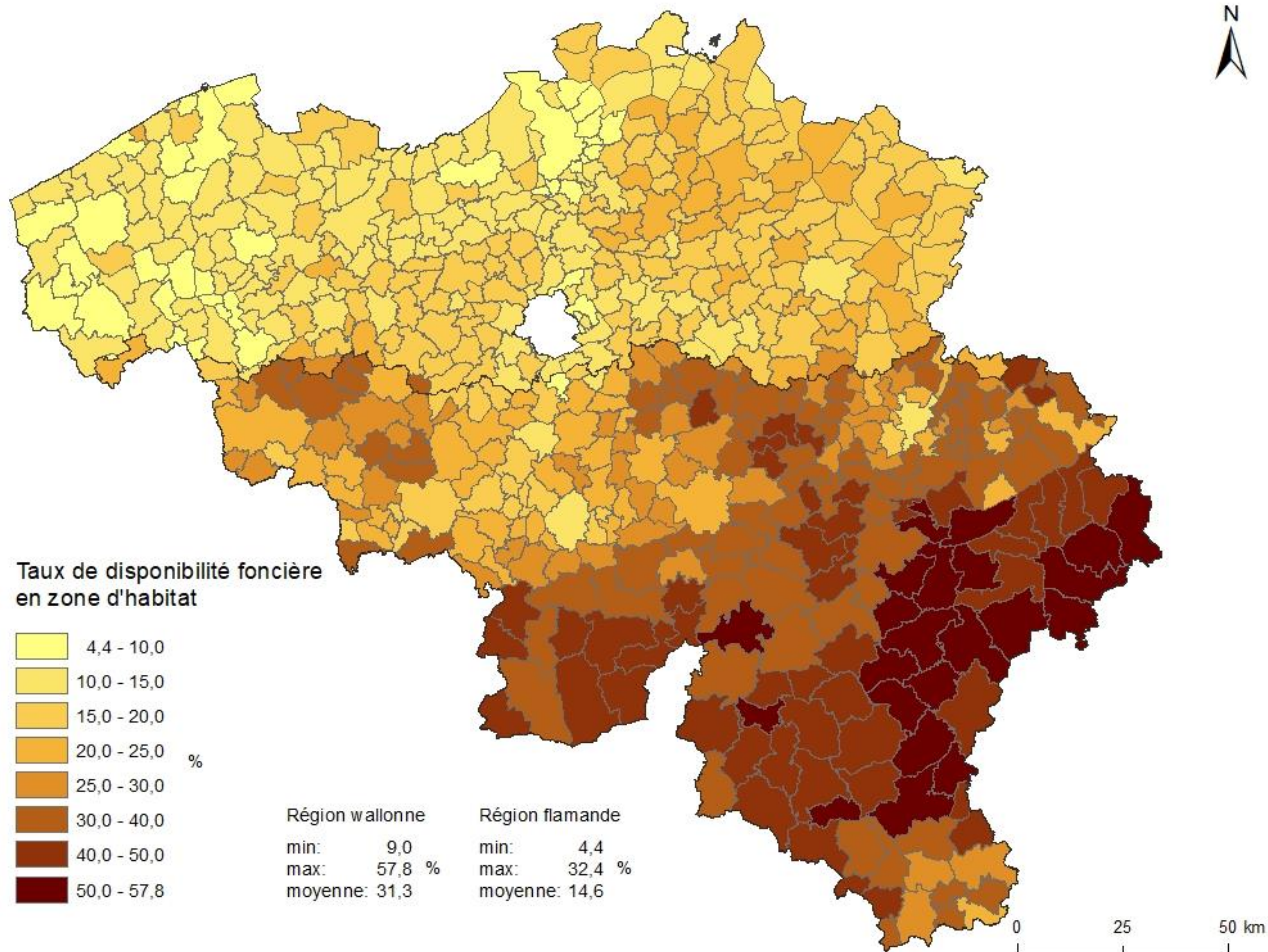 N
Taux de disponibilité foncière
en zone d'habitat
4,4 - 10,0
10,0 - 15,0
15,0 - 20,0
20,0 - 25,0
%
25,0 - 30,0
30,0 - 40,0
40,0 - 50,0
50,0 - 57,8
Région wallonne
min: 9,0
max: 57,8 %
moyenne: 31,3
Région flamande
min: 4,4
max: 32,4 %
moyenne: 14,6
0 25 50 km